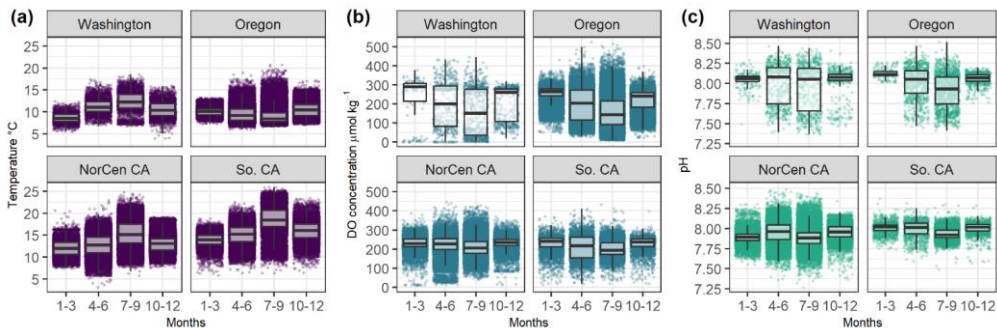 (a)
Washington
Oregon
25
20
15
10
5
NorCen CA
So. CA
25
20
15
10
5
1-3 4-6 7-9 10-12
1-3 4-6 7-9 10-12
Months
Temperature °C
(b)
Washington
Oregon
500
400
300
200
100
0
NorCen CA
So. CA
500
400
300
200
100
0
1-3 4-6 7-9 10-12
1-3 4-6 7-9 10-12
Months
DO concentration μmol kg⁻¹
(c)
Washington
Oregon
8.50
8.25
8.00
7.75
7.50
7.25
NorCen CA
So. CA
8.50
8.25
8.00
7.75
7.50
7.25
1-3 4-6 7-9 10-12
1-3 4-6 7-9 10-12
Months
pH